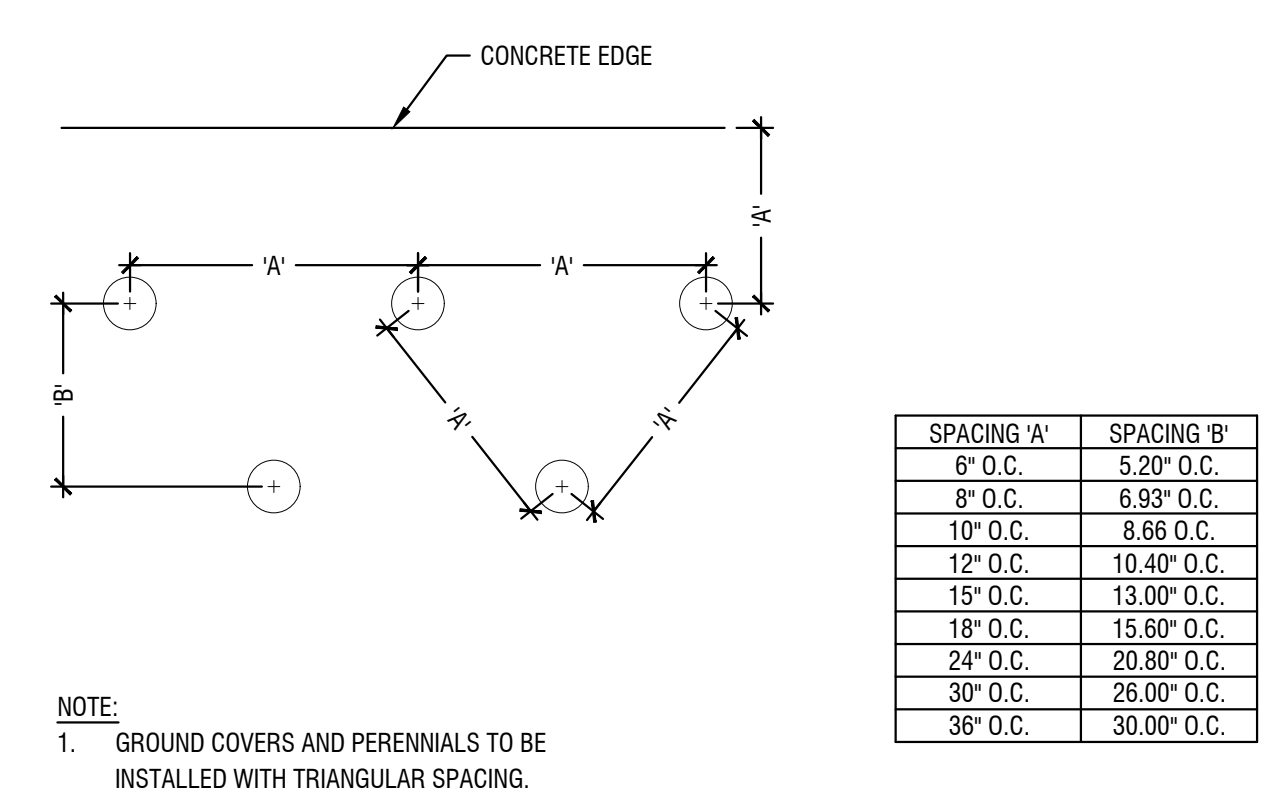 CONCRETE EDGE
'A'
'A' 'A'
'B'
'A' 'A'
SPACING 'A' SPACING 'B'
6" O.C. 5.20" O.C.
8" O.C. 6.93" O.C.
10" O.C. 8.66 O.C.
12" O.C. 10.40" O.C.
15" O.C. 13.00" O.C.
18" O.C. 15.60" O.C.
24" O.C. 20.80" O.C.
30" O.C. 26.00" O.C.
36" O.C. 30.00" O.C.
NOTE:
1. GROUND COVERS AND PERENNIALS TO BE
INSTALLED WITH TRIANGULAR SPACING.